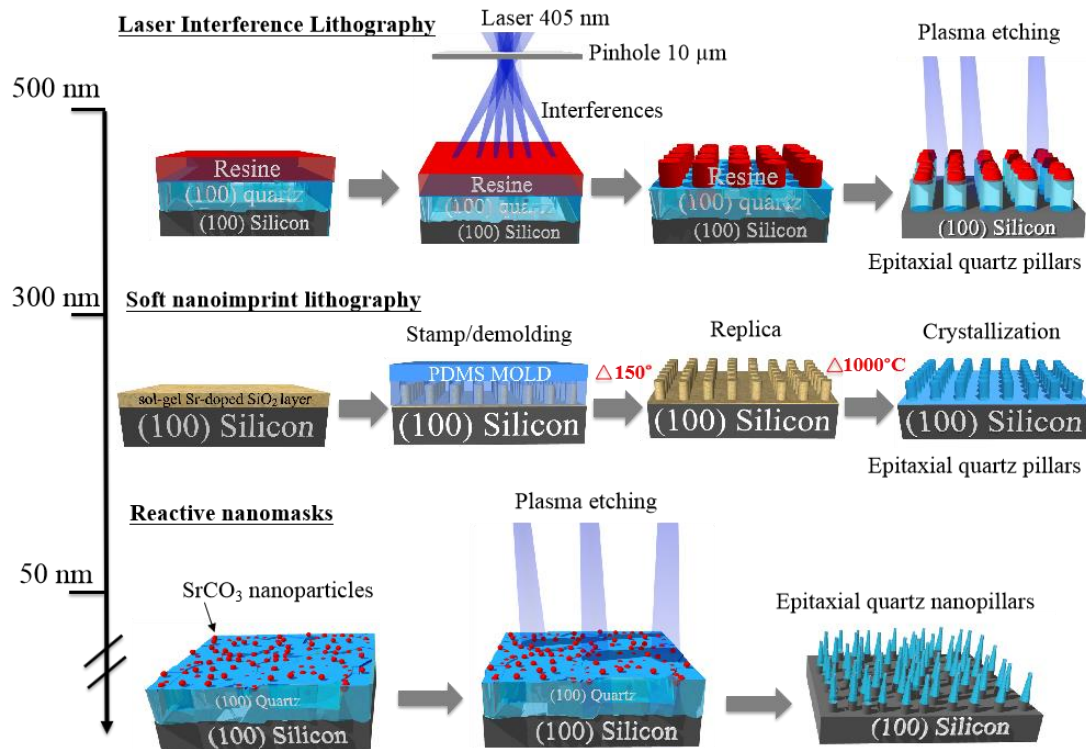 Laser Interference Lithography
Laser 405 nm
Pinhole 10 µm
Interferences
Plasma etching
500 nm
Resine
(100) quartz
(100) Silicon
Resine
(100) quartz
(100) Silicon
Resine
(100) quartz
(100) Silicon
(100) Silicon
Epitaxial quartz pillars
300 nm
Soft nanoimprint lithography
Stamp/demolding
Replica
Crystallization
sol-gel Sr-doped SiO₂ layer
(100) Silicon
PDMS MOLD
(100) Silicon
△150°
(100) Silicon
△1000°C
(100) Silicon
Epitaxial quartz pillars
Reactive nanomasks
Plasma etching
50 nm
SrCO₃ nanoparticles
Epitaxial quartz nanopillars
(100) Quartz
(100) Silicon
(100) Quartz
(100) Silicon
(100) Silicon